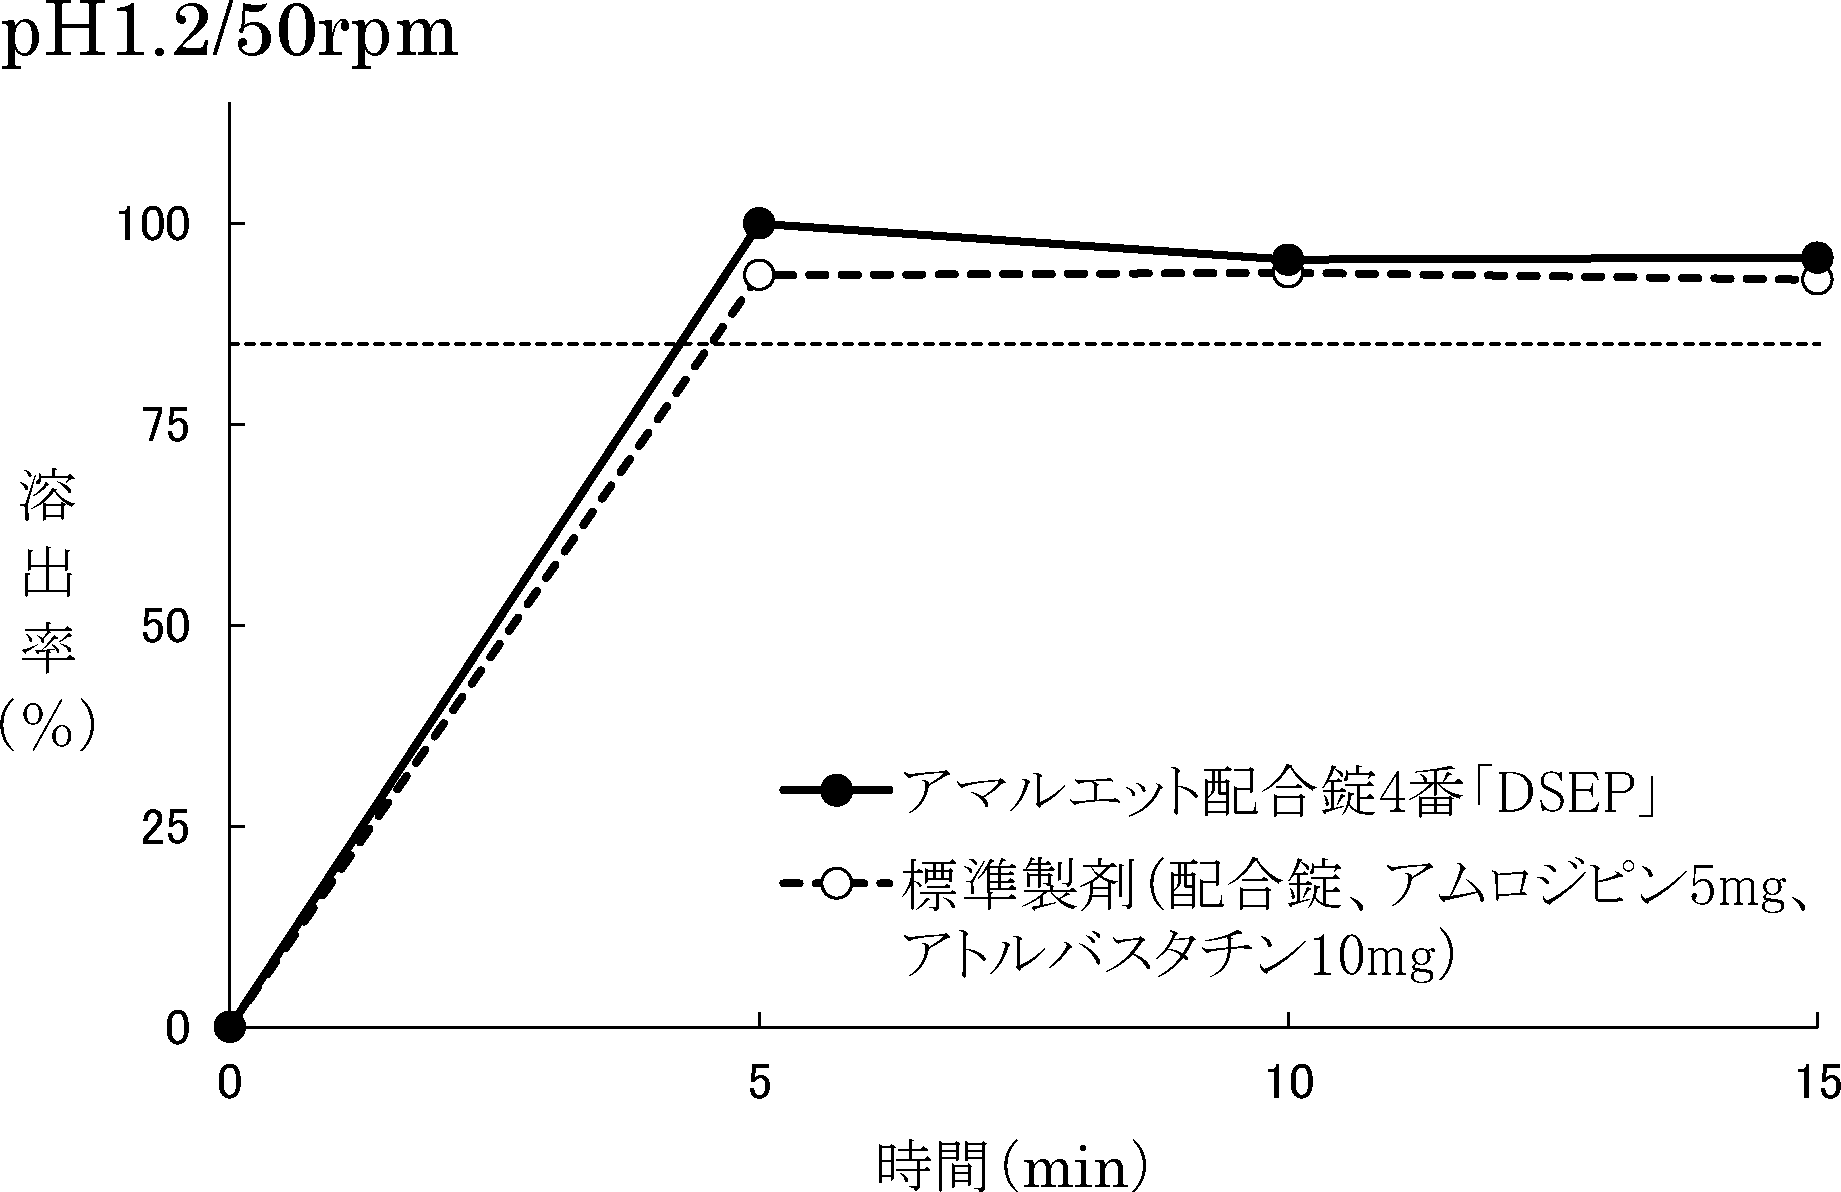 pH1.2/50rpm
100
75
50
25
0
溶出率(%)
アマルエット配合錠4番「DSEP」
標準製剤(配合錠、アムロジピン5mg、
アトルバスタチン10mg)
0 5 10 15
時間(min)